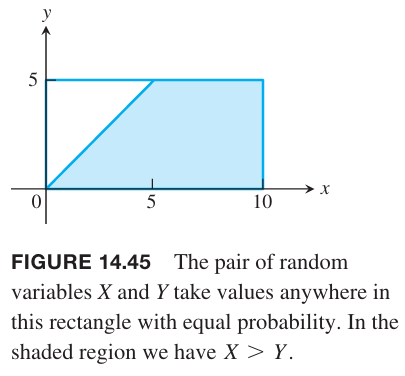 y
5
0
5
10
x
FIGURE 14.45 The pair of random
variables X and Y take values anywhere in
this rectangle with equal probability. In the
shaded region we have X > Y.